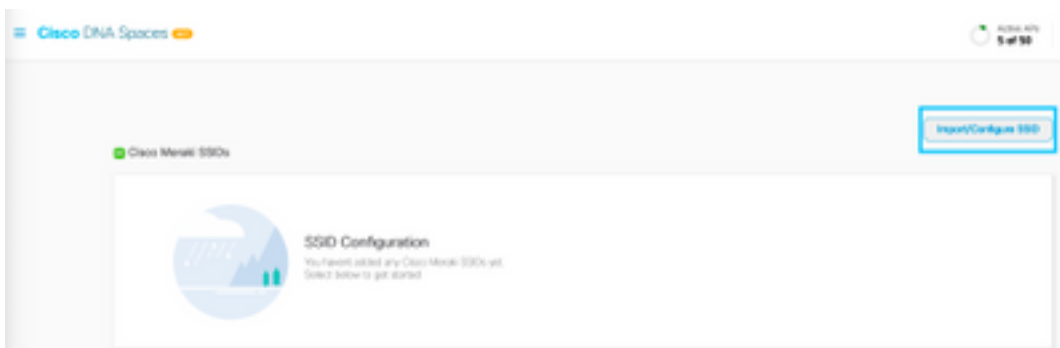 Cisco DNA Spaces
Active APs
5 of 50
Import/Configure SSID
Cisco Meraki SSIDs
SSID Configuration
You havent added any Cisco Meraki SSIDs yet.
Select below to get started